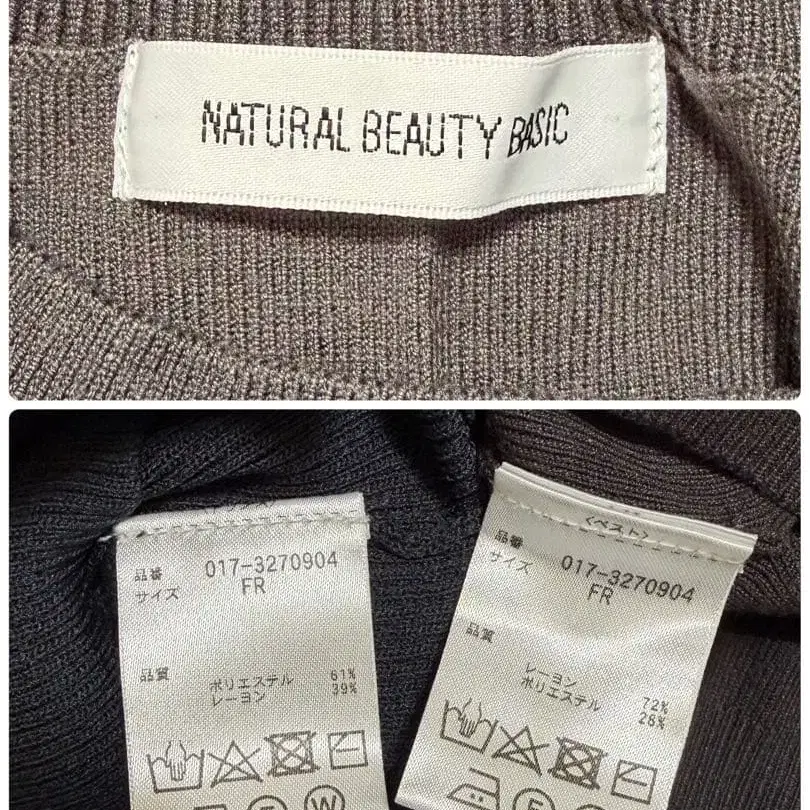 NATURAL BEAUTY BASIC
品番 017-3270904
サイズ FR
品質 ポリエステル 61%
レーヨン 39%
W
〈ベスト〉
品番 017-3270904
サイズ FR
品質
レーヨン 72%
ポリエステル 28%